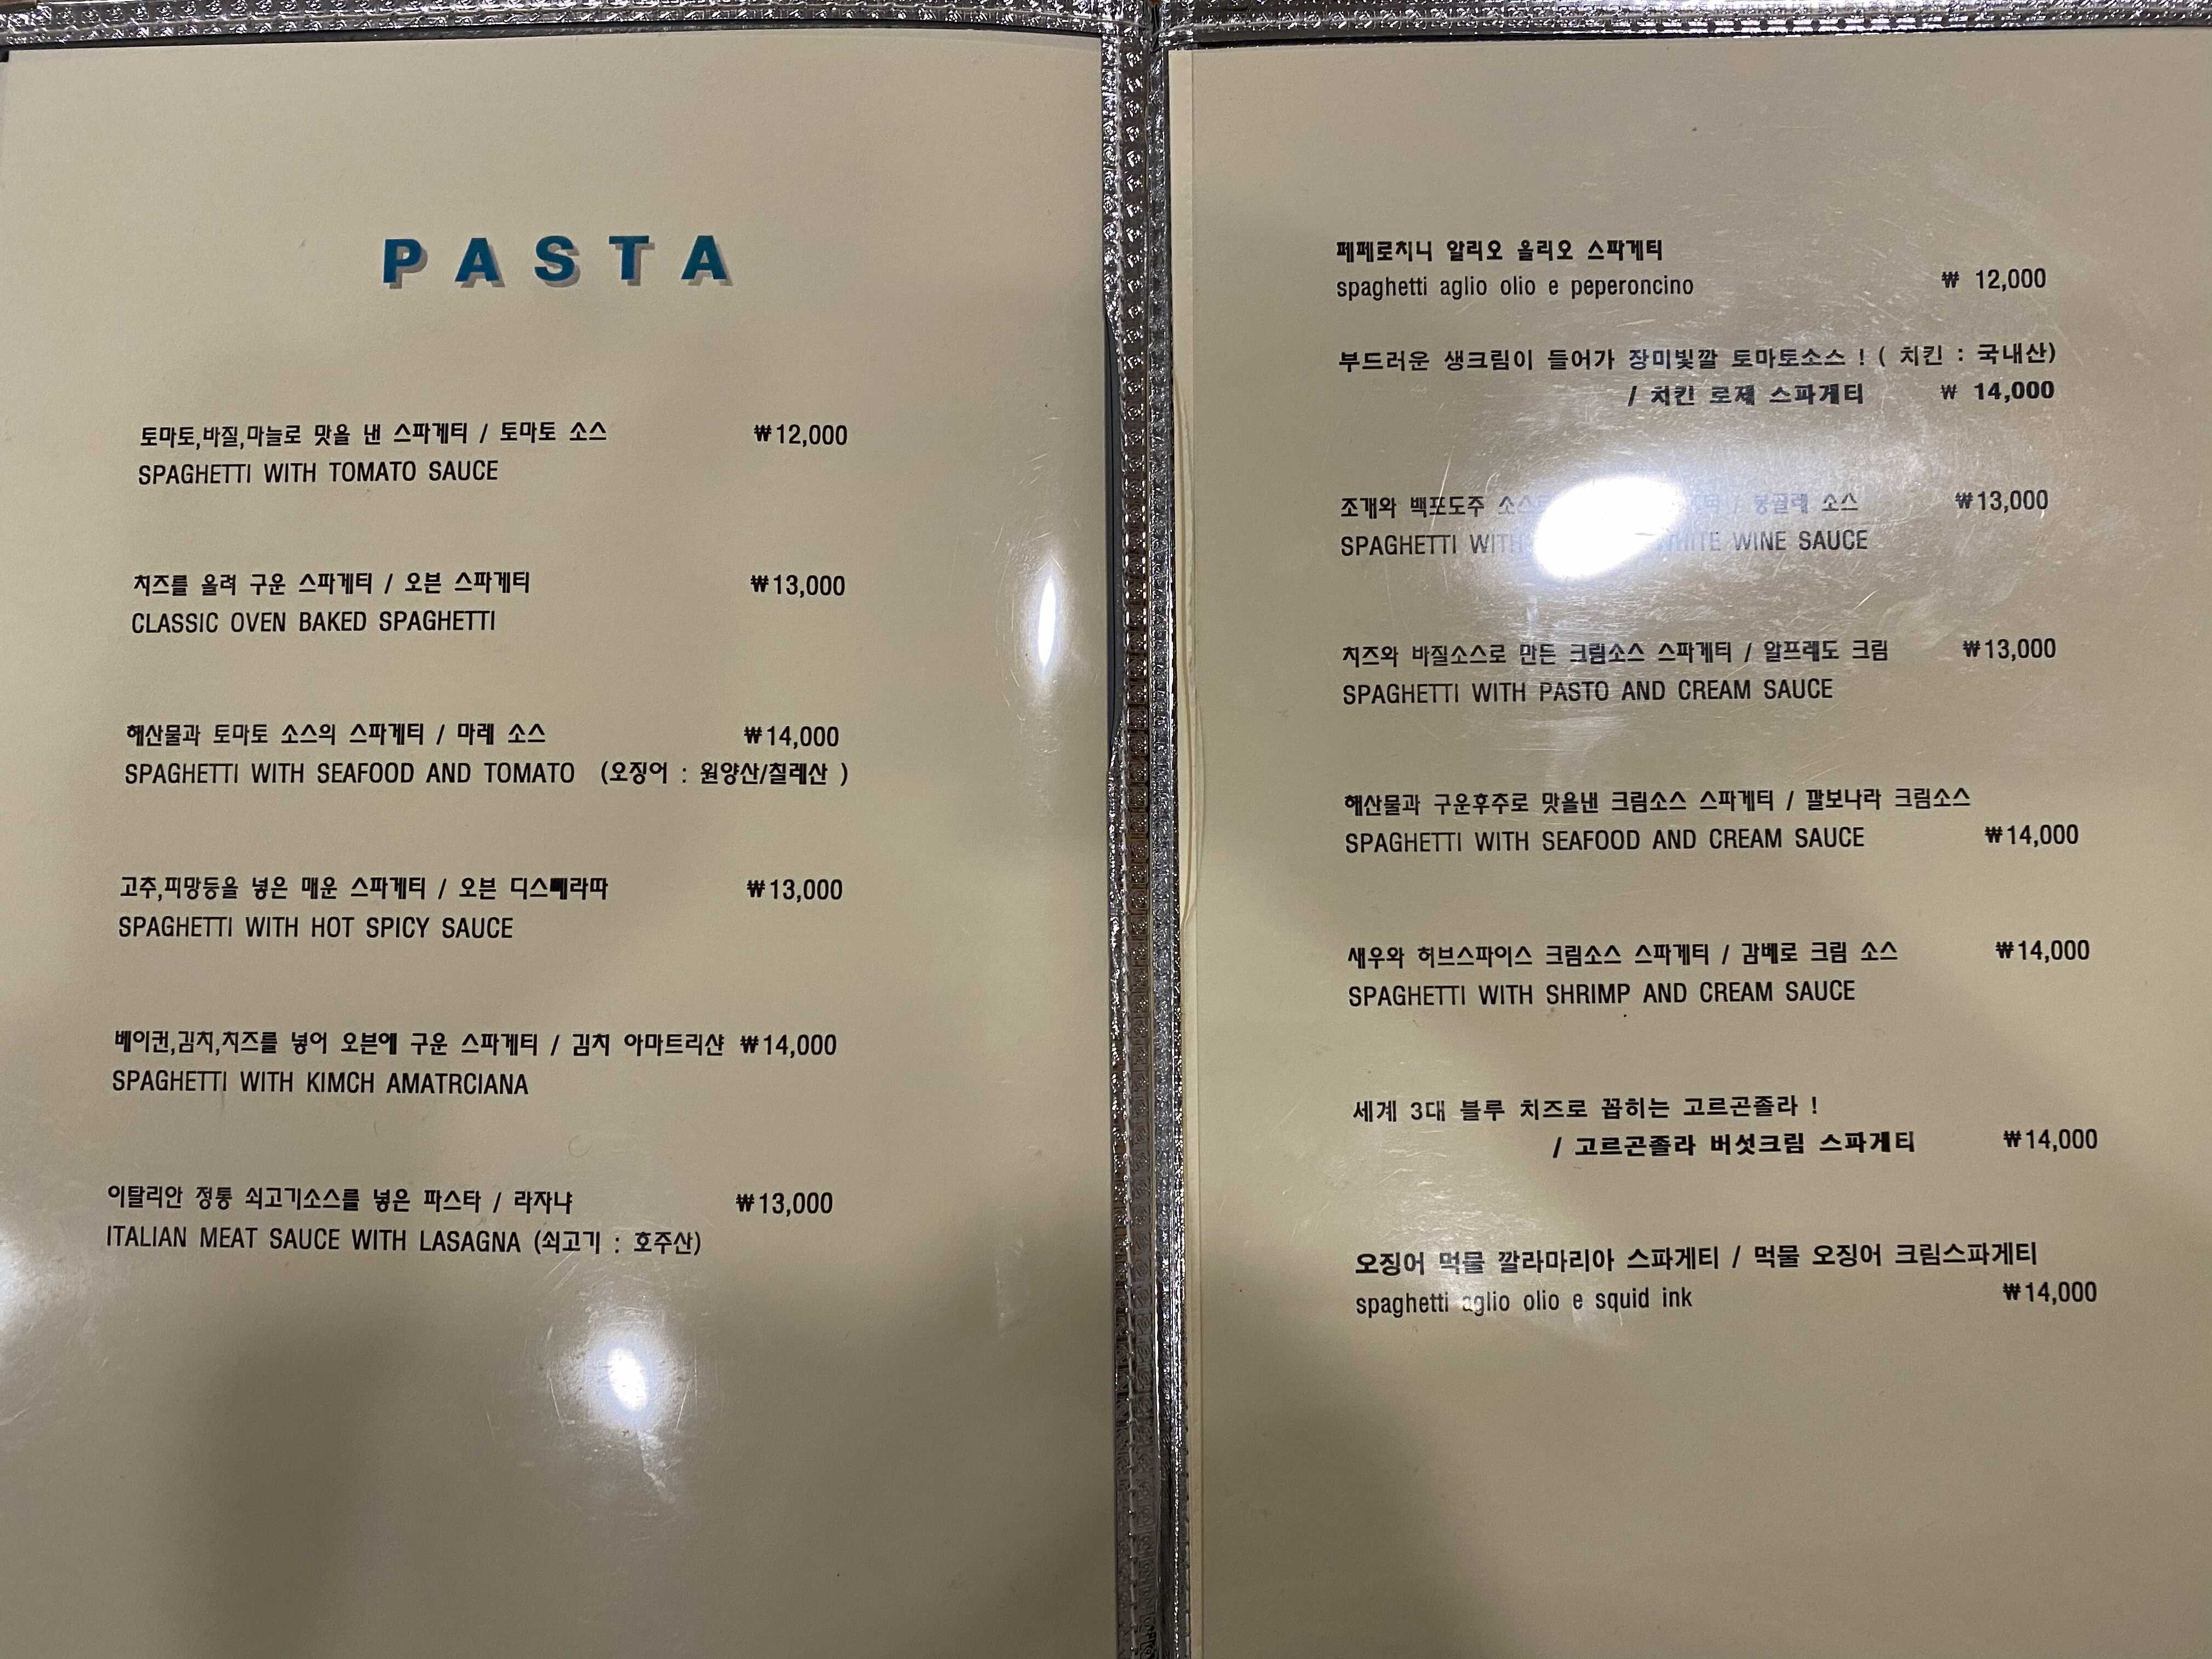 PASTA
토마토,바질,마늘로 맛을 낸 스파게티 / 토마토 소스 ₩12,000
SPAGHETTI WITH TOMATO SAUCE
치즈를 올려 구운 스파게티 / 오븐 스파게티 ₩13,000
CLASSIC OVEN BAKED SPAGHETTI
해산물과 토마토 소스의 스파게티 / 마레 소스 ₩14,000
SPAGHETTI WITH SEAFOOD AND TOMATO (오징어 : 원양산/칠레산 )
고추,피망등을 넣은 매운 스파게티 / 오븐 디스뻬라따 ₩13,000
SPAGHETTI WITH HOT SPICY SAUCE
베이컨,김치,치즈를 넣어 오븐에 구운 스파게티 / 김치 아마트리샨 ₩14,000
SPAGHETTI WITH KIMCH AMATRCIANA
이탈리안 정통 쇠고기소스를 넣은 파스타 / 라자냐 ₩13,000
ITALIAN MEAT SAUCE WITH LASAGNA (쇠고기 : 호주산)
페페로치니 알리오 올리오 스파게티
spaghetti aglio olio e peperoncino ₩ 12,000
부드러운 생크림이 들어가 장미빛깔 토마토소스 ! ( 치킨 : 국내산)
/ 치킨 로제 스파게티 ₩ 14,000
조개와 백포도주 / 봉골레 소스 ₩13,000
SPAGHETTI WITH WHITE WINE SAUCE
치즈와 바질소스로 만든 크림소스 스파게티 / 알프레도 크림 ₩13,000
SPAGHETTI WITH PASTO AND CREAM SAUCE
해산물과 구운후추로 맛을낸 크림소스 스파게티 / 깔보나라 크림소스
SPAGHETTI WITH SEAFOOD AND CREAM SAUCE ₩14,000
새우와 허브스파이스 크림소스 스파게티 / 감베로 크림 소스 ₩14,000
SPAGHETTI WITH SHRIMP AND CREAM SAUCE
세계 3대 블루 치즈로 꼽히는 고르곤졸라 !
/ 고르곤졸라 버섯크림 스파게티 ₩14,000
오징어 먹물 깔라마리아 스파게티 / 먹물 오징어 크림스파게티
spaghetti aglio olio e squid ink ₩14,000